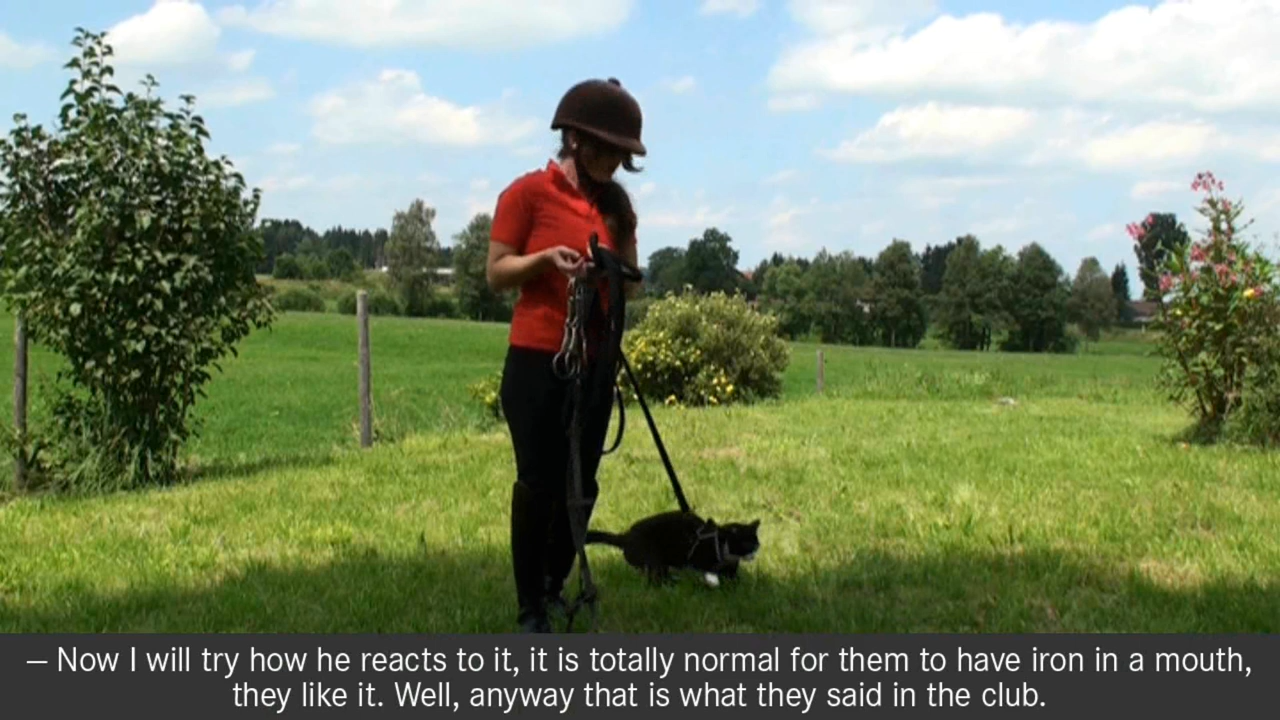 – Now I will try how he reacts to it, it is totally normal for them to have iron in a mouth,
they like it. Well, anyway that is what they said in the club.